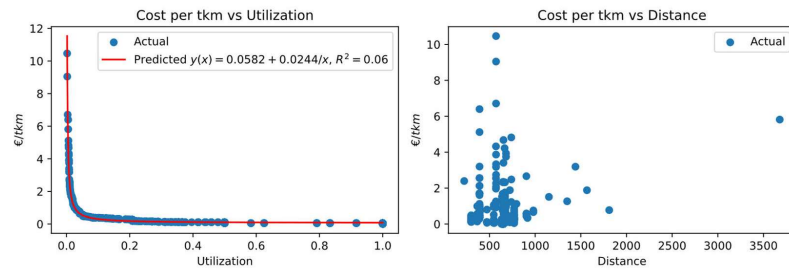 Cost per tkm vs Utilization
12
10
8
6
4
2
0
€/tkm
Actual
Predicted y(x) = 0.0582 + 0.0244/x, R² = 0.06
0.0 0.2 0.4 0.6 0.8 1.0
Utilization
Cost per tkm vs Distance
10
8
6
4
2
0
€/tkm
Actual
500 1000 1500 2000 2500 3000 3500
Distance